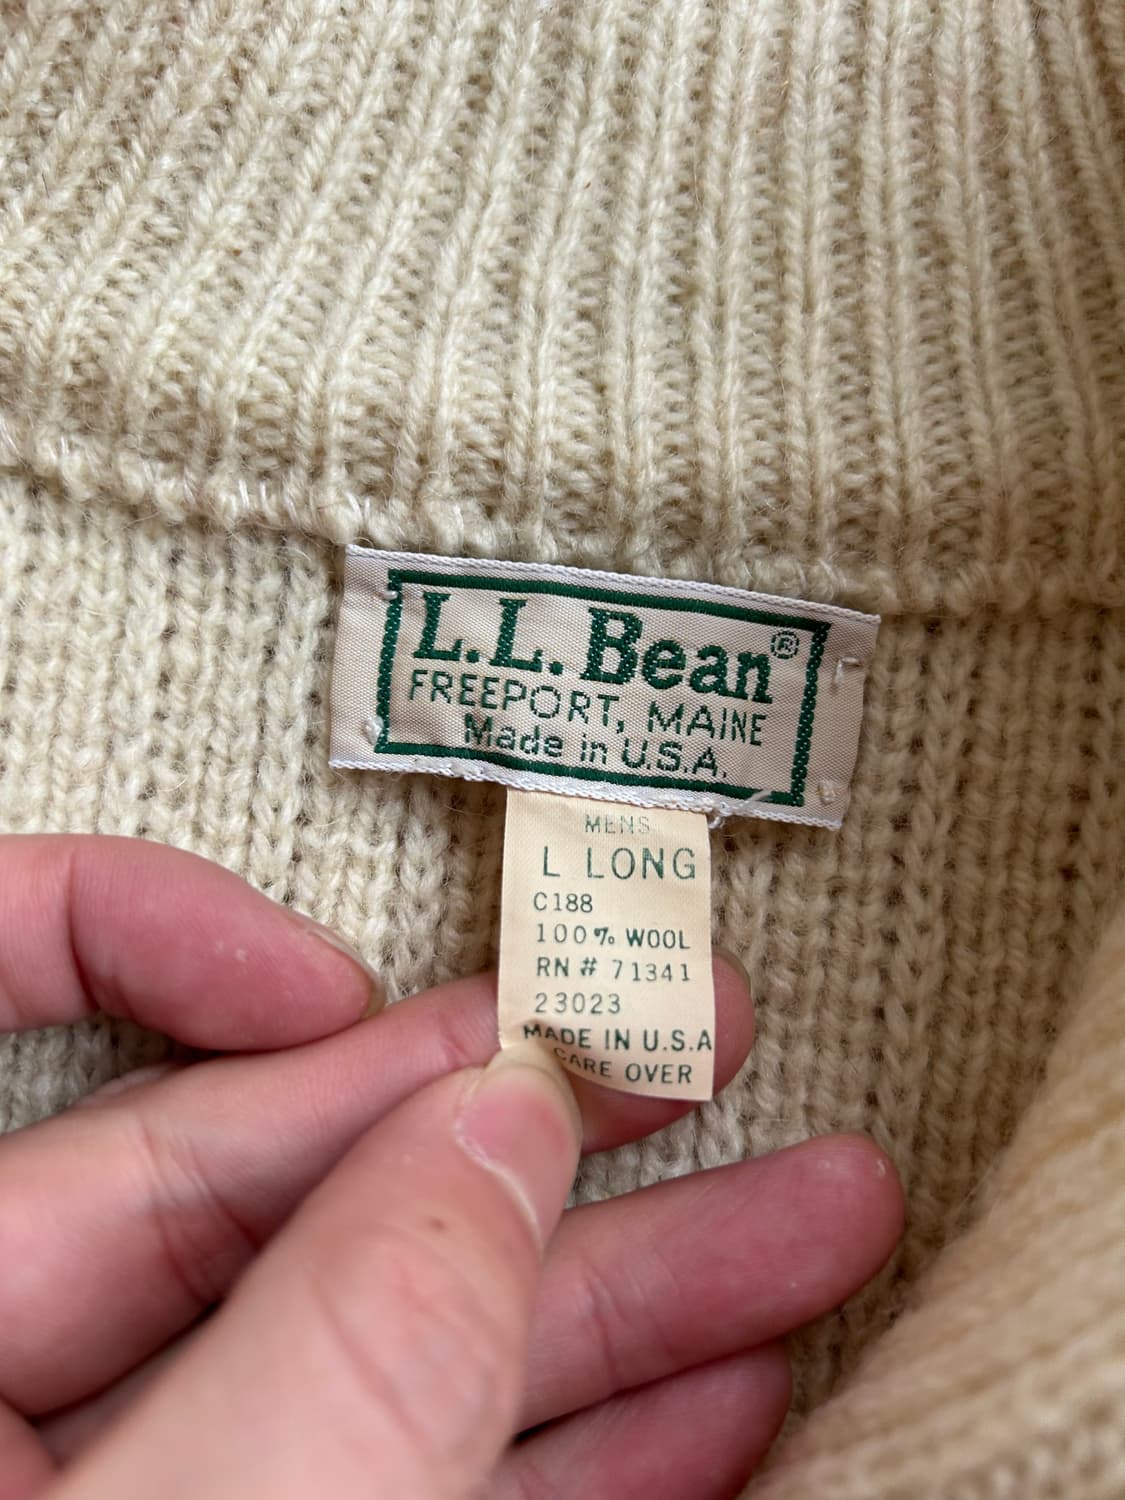 L.L.Bean®
FREEPORT, MAINE
Made in U.S.A.
MENS
L LONG
C188
100% WOOL
RN # 71341
23023
MADE IN U.S.A
CARE OVER